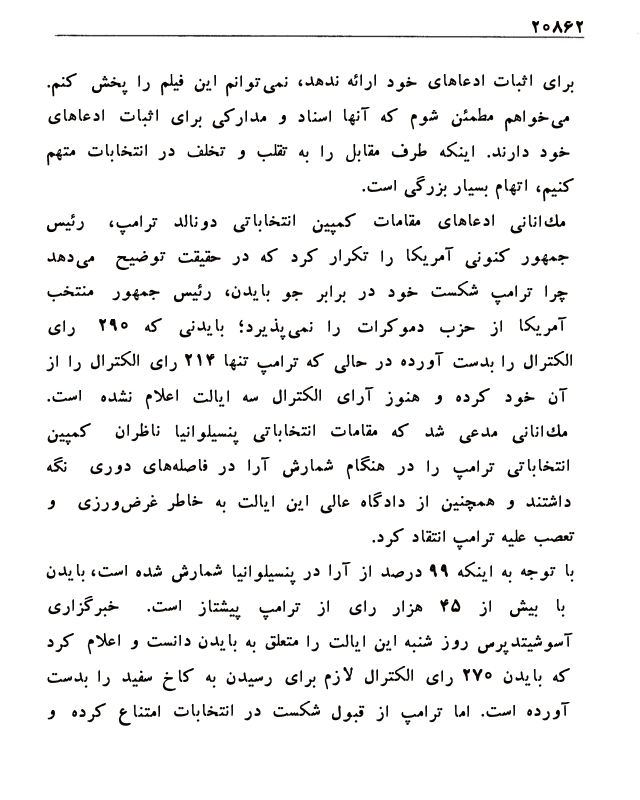 ۲۰۸۶۲
برای اثبات ادعاهای خود ارائه ندهد، نمی‌توانم این فیلم را پخش کنم.
می‌خواهم مطمئن شوم که آنها اسناد و مدارکی برای اثبات ادعاهای
خود دارند. اینکه طرف مقابل را به تقلب و تخلف در انتخابات متهم
کنیم، اتهام بسیار بزرگی است.
مك‌انانی ادعاهای مقامات کمپین انتخاباتی دونالد ترامپ، رئیس
جمهور کنونی آمریکا را تکرار کرد که در حقیقت توضیح می‌دهد
چرا ترامپ شکست خود در برابر جو بایدن، رئیس جمهور منتخب
آمریکا از حزب دموکرات را نمی‌پذیرد؛ بایدنی که ۲۹۰ رای
الکترال را بدست آورده در حالی که ترامپ تنها ۲۱۴ رای الکترال را از
آن خود کرده و هنوز آرای الکترال سه ایالت اعلام نشده است.
مك‌انانی مدعی شد که مقامات انتخاباتی پنسیلوانیا ناظران کمپین
انتخاباتی ترامپ را در هنگام شمارش آرا در فاصله‌های دوری نگه
داشتند و همچنین از دادگاه عالی این ایالت به خاطر غرض‌ورزی و
تعصب علیه ترامپ انتقاد کرد.
با توجه به اینکه ۹۹ درصد از آرا در پنسیلوانیا شمارش شده است، بایدن
با بیش از ۴۵ هزار رای از ترامپ پیشتاز است. خبرگزاری
آسوشیتدپرس روز شنبه این ایالت را متعلق به بایدن دانست و اعلام کرد
که بایدن ۲۷۰ رای الکترال لازم برای رسیدن به کاخ سفید را بدست
آورده است. اما ترامپ از قبول شکست در انتخابات امتناع کرده و